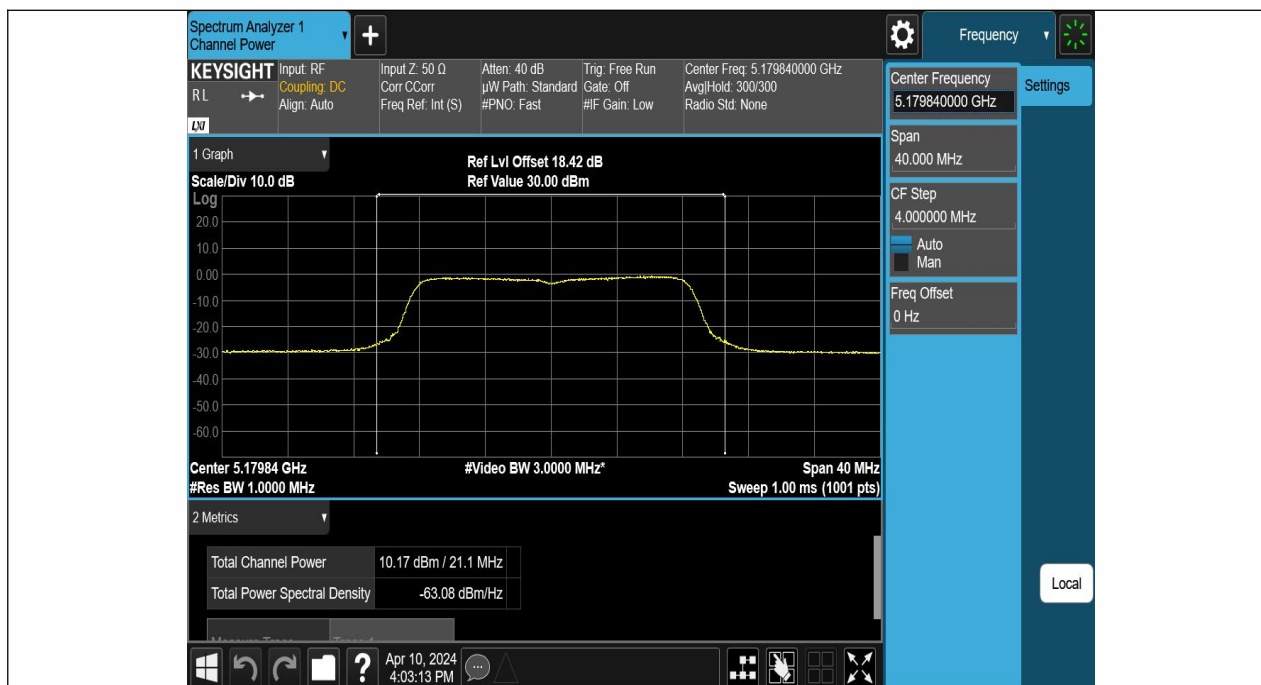 Spectrum Analyzer 1
Channel Power
+
Frequency
KEYSIGHT
RL
LXI
Input: RF
Coupling: DC
Align: Auto
Input Z: 50 Ω
Corr CCorr
Freq Ref: Int (S)
Atten: 40 dB
µW Path: Standard
#PNO: Fast
Trig: Free Run
Gate: Off
#IF Gain: Low
Center Freq: 5.179840000 GHz
Avg|Hold: 300/300
Radio Std: None
Center Frequency
5.179840000 GHz
Settings
Span
40.000 MHz
CF Step
4.000000 MHz
Auto
Man
Freq Offset
0 Hz
Local
1 Graph
Scale/Div 10.0 dB
Ref Lvl Offset 18.42 dB
Ref Value 30.00 dBm
Log
20.0
10.0
0.00
-10.0
-20.0
-30.0
-40.0
-50.0
-60.0
Center 5.17984 GHz
#Video BW 3.0000 MHz*
Span 40 MHz
#Res BW 1.0000 MHz
Sweep 1.00 ms (1001 pts)
2 Metrics
Total Channel Power 10.17 dBm / 21.1 MHz
Total Power Spectral Density -63.08 dBm/Hz
?
Apr 10, 2024
4:03:13 PM